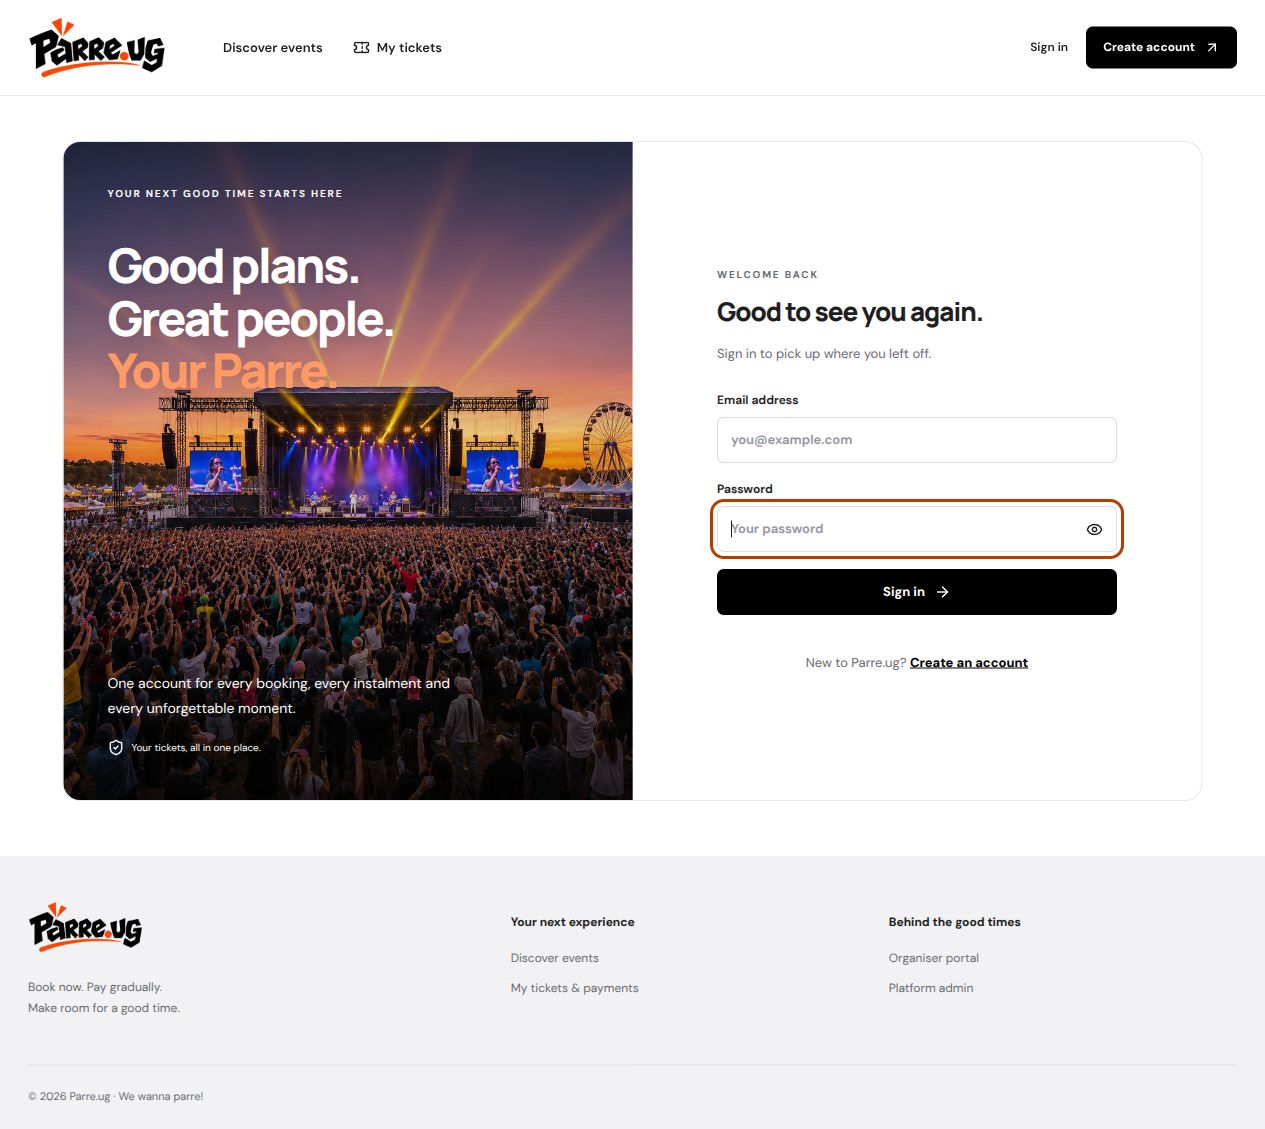 Parre.ug
Discover events
My tickets
Sign in
Create account
YOUR NEXT GOOD TIME STARTS HERE
Good plans.
Great people.
Your Parre.
One account for every booking, every instalment and
every unforgettable moment.
Your tickets, all in one place.
WELCOME BACK
Good to see you again.
Sign in to pick up where you left off.
Email address
you@example.com
Password
Your password
Sign in
New to Parre.ug? Create an account
Parre.ug
Book now. Pay gradually.
Make room for a good time.
Your next experience
Discover events
My tickets & payments
Behind the good times
Organiser portal
Platform admin
© 2026 Parre.ug · We wanna parre!